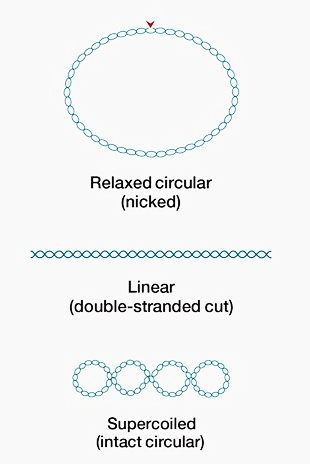 Relaxed circular
(nicked)
Linear
(double-stranded cut)
Supercoiled
(intact circular)